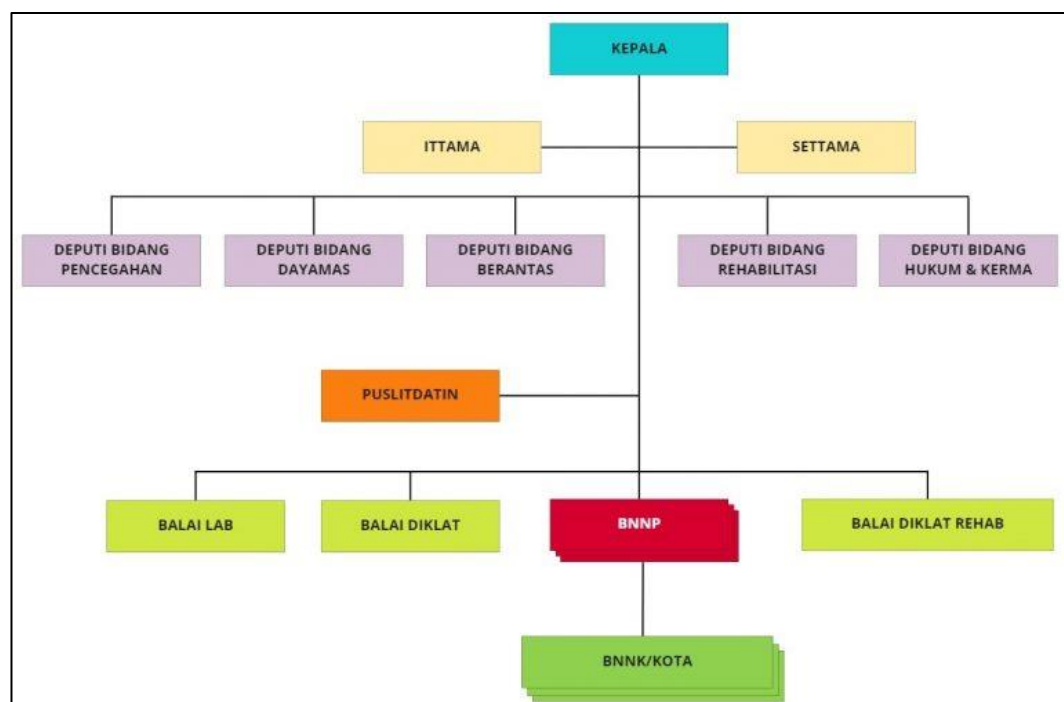 KEPALA
ITTAMA
SETTAMA
DEPUTI BIDANG
PENCEGAHAN
DEPUTI BIDANG
DAYAMAS
DEPUTI BIDANG
BERANTAS
DEPUTI BIDANG
REHABILITASI
DEPUTI BIDANG
HUKUM & KERMA
PUSLITDATIN
BALAI LAB
BALAI DIKLAT
BNNP
BALAI DIKLAT REHAB
BNNK/KOTA